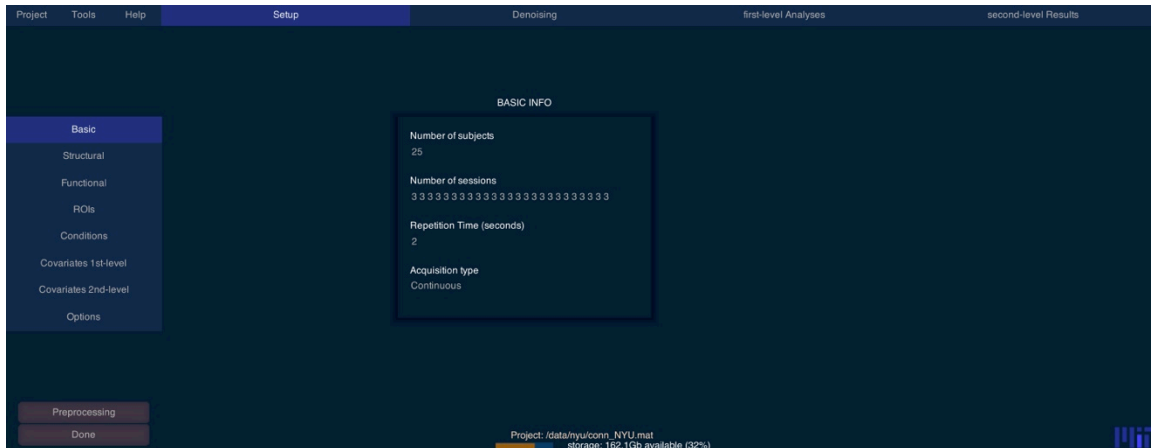 Project Tools Help Setup Denoising first-level Analyses second-level Results
BASIC INFO
Basic
Structural
Functional
ROIs
Conditions
Covariates 1st-level
Covariates 2nd-level
Options
Number of subjects
25
Number of sessions
3 3 3 3 3 3 3 3 3 3 3 3 3 3 3 3 3 3 3 3 3 3 3 3 3
Repetition Time (seconds)
2
Acquisition type
Continuous
Preprocessing
Done
Project: /data/nyu/conn_NYU.mat
storage: 162.1Gb available (32%)